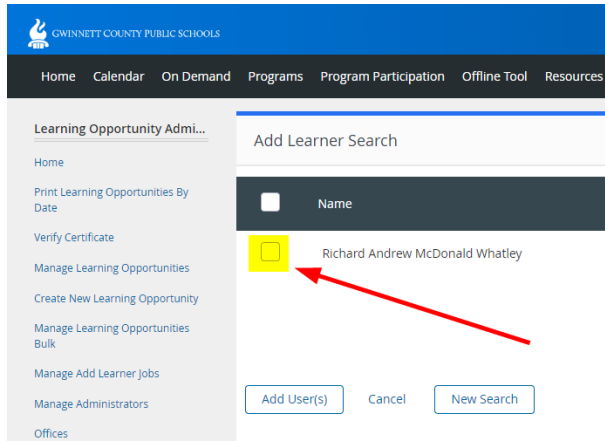 GWINNETT COUNTY PUBLIC SCHOOLS
Home Calendar On Demand Programs Program Participation Offline Tool Resources
Learning Opportunity Admi...
Home
Print Learning Opportunities By
Date
Verify Certificate
Manage Learning Opportunities
Create New Learning Opportunity
Manage Learning Opportunities
Bulk
Manage Add Learner Jobs
Manage Administrators
Offices
Add Learner Search
Name
Richard Andrew McDonald Whatley
Add User(s) Cancel New Search